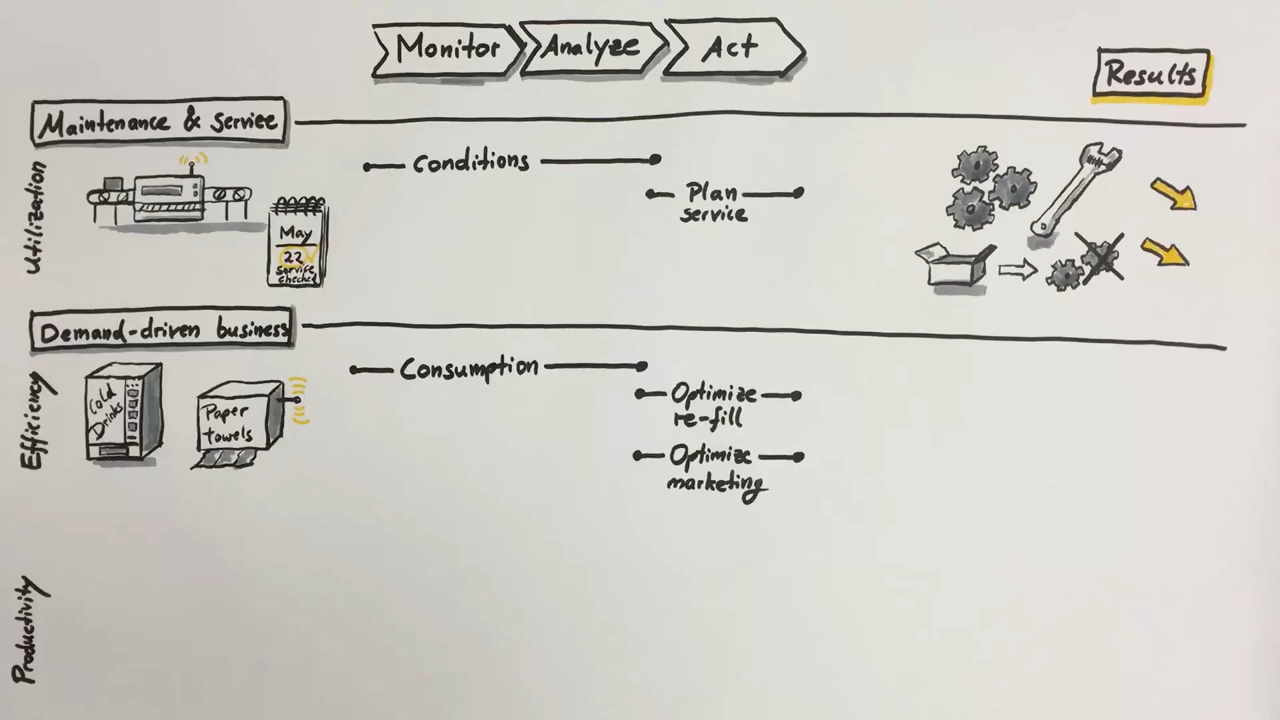 Monitor
Analyze
Act
Results
Maintenance & Service
Utilization
Conditions
Plan
service
May
22
Service
checked
Demand-driven business
Efficiency
Cold
Drinks
Paper
towels
Consumption
Optimize
re-fill
Optimize
marketing
Productivity